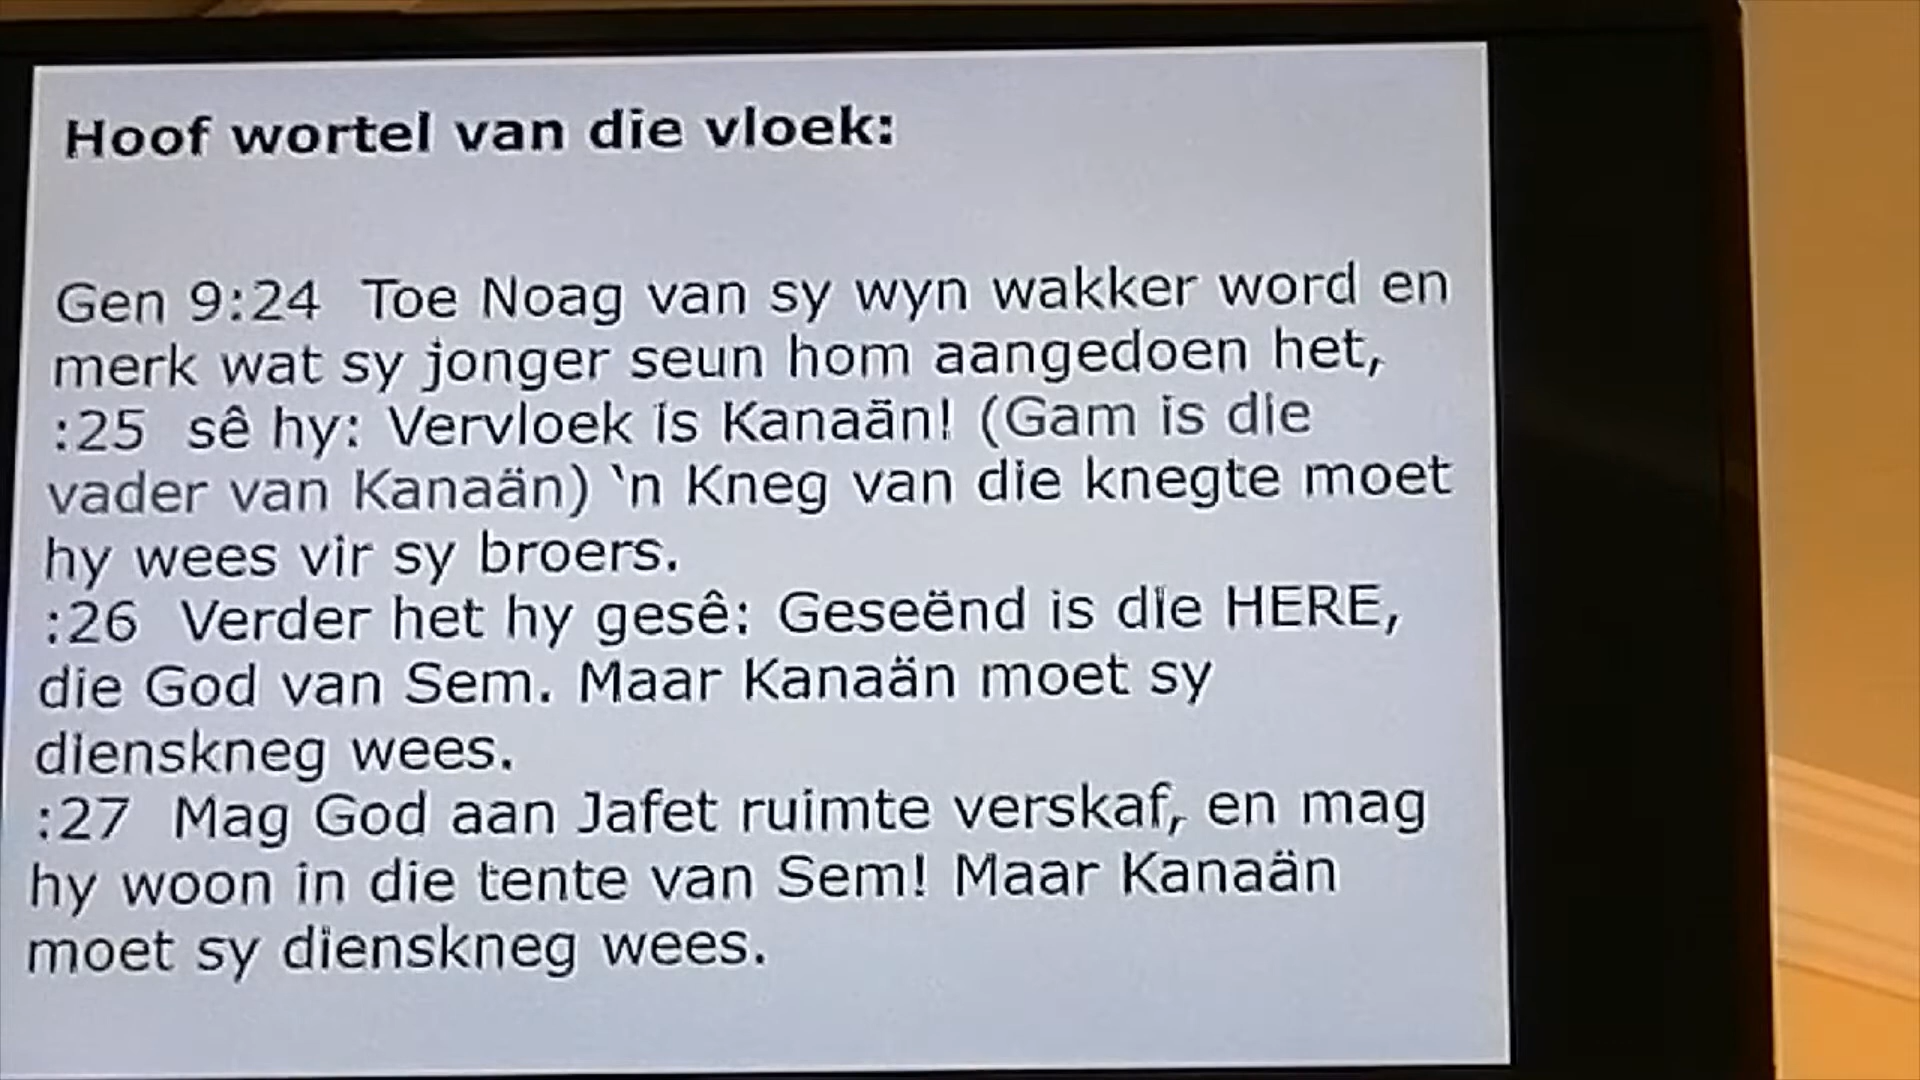 Hoof wortel van die vloek:
Gen 9:24 Toe Noag van sy wyn wakker word en
merk wat sy jonger seun hom aangedoen het,
:25 sê hy: Vervloek is Kanaän! (Gam is die
vader van Kanaän) ‘n Kneg van die knegte moet
hy wees vir sy broers.
:26 Verder het hy gesê: Geseënd is die HERE,
die God van Sem. Maar Kanaän moet sy
dienskneg wees.
:27 Mag God aan Jafet ruimte verskaf, en mag
hy woon in die tente van Sem! Maar Kanaän
moet sy dienskneg wees.